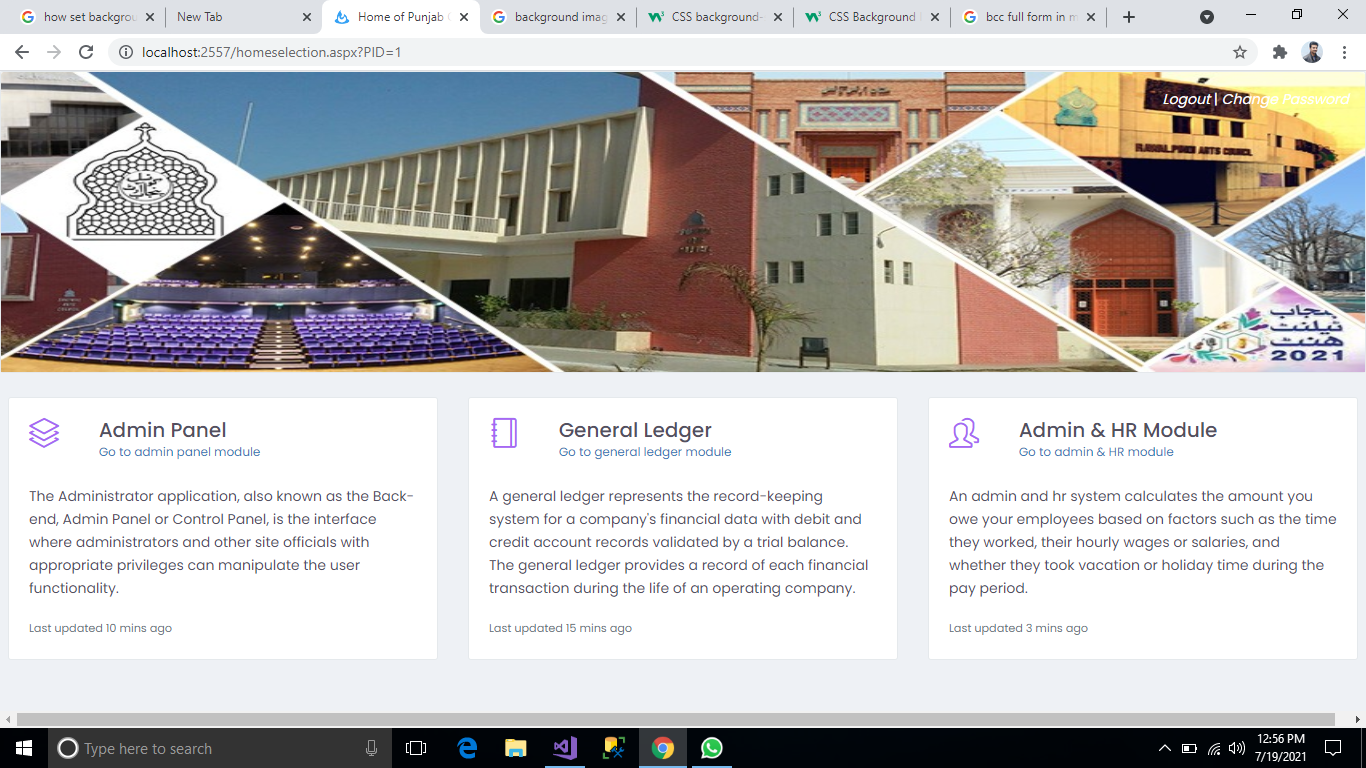 how set backgrou
New Tab
Home of Punjab
background imag
CSS background-
CSS Background
bcc full form in m
localhost:2557/homeselection.aspx?PID=1
Logout | Change Password
RAWALPINDI ARTS COUNCIL
پنجاب
ٹیلنٹ
ہنٹ
2021
Admin Panel
Go to admin panel module
The Administrator application, also known as the Back-
end, Admin Panel or Control Panel, is the interface
where administrators and other site officials with
appropriate privileges can manipulate the user
functionality.
Last updated 10 mins ago
General Ledger
Go to general ledger module
A general ledger represents the record-keeping
system for a company's financial data with debit and
credit account records validated by a trial balance.
The general ledger provides a record of each financial
transaction during the life of an operating company.
Last updated 15 mins ago
Admin & HR Module
Go to admin & HR module
An admin and hr system calculates the amount you
owe your employees based on factors such as the time
they worked, their hourly wages or salaries, and
whether they took vacation or holiday time during the
pay period.
Last updated 3 mins ago
Type here to search
12:56 PM
7/19/2021